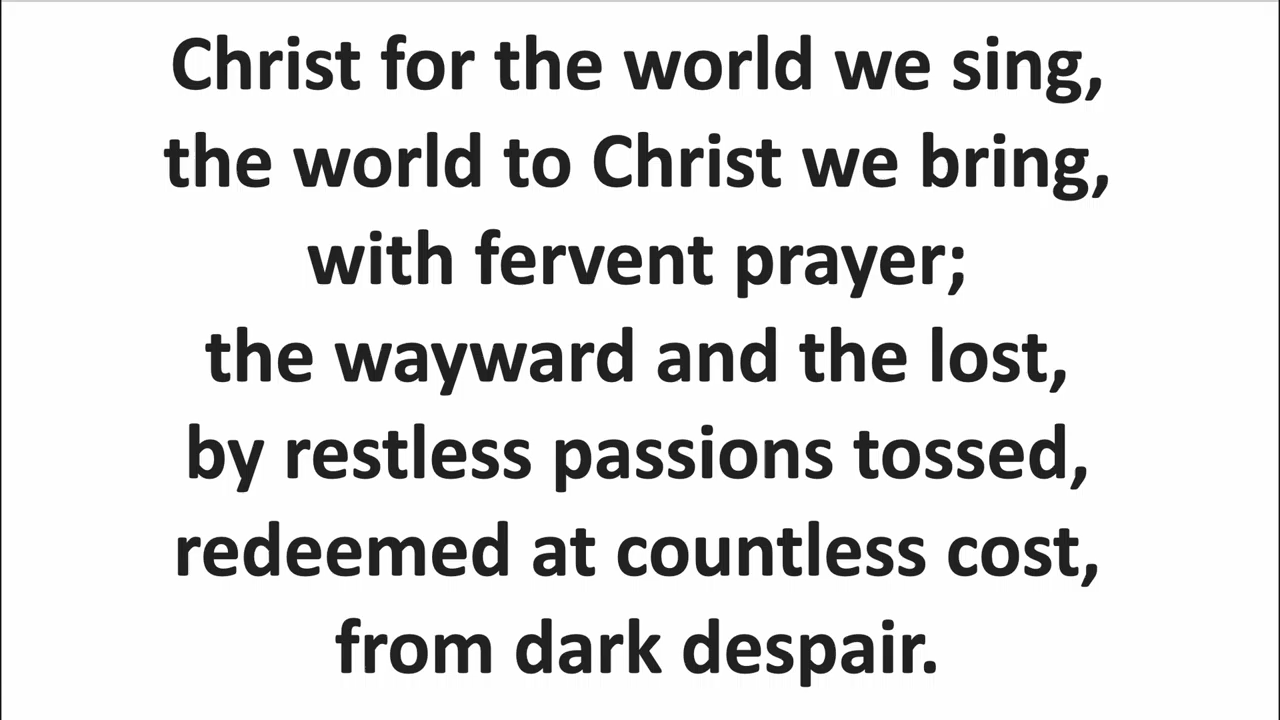 Christ for the world we sing,
the world to Christ we bring,
with fervent prayer;
the wayward and the lost,
by restless passions tossed,
redeemed at countless cost,
from dark despair.